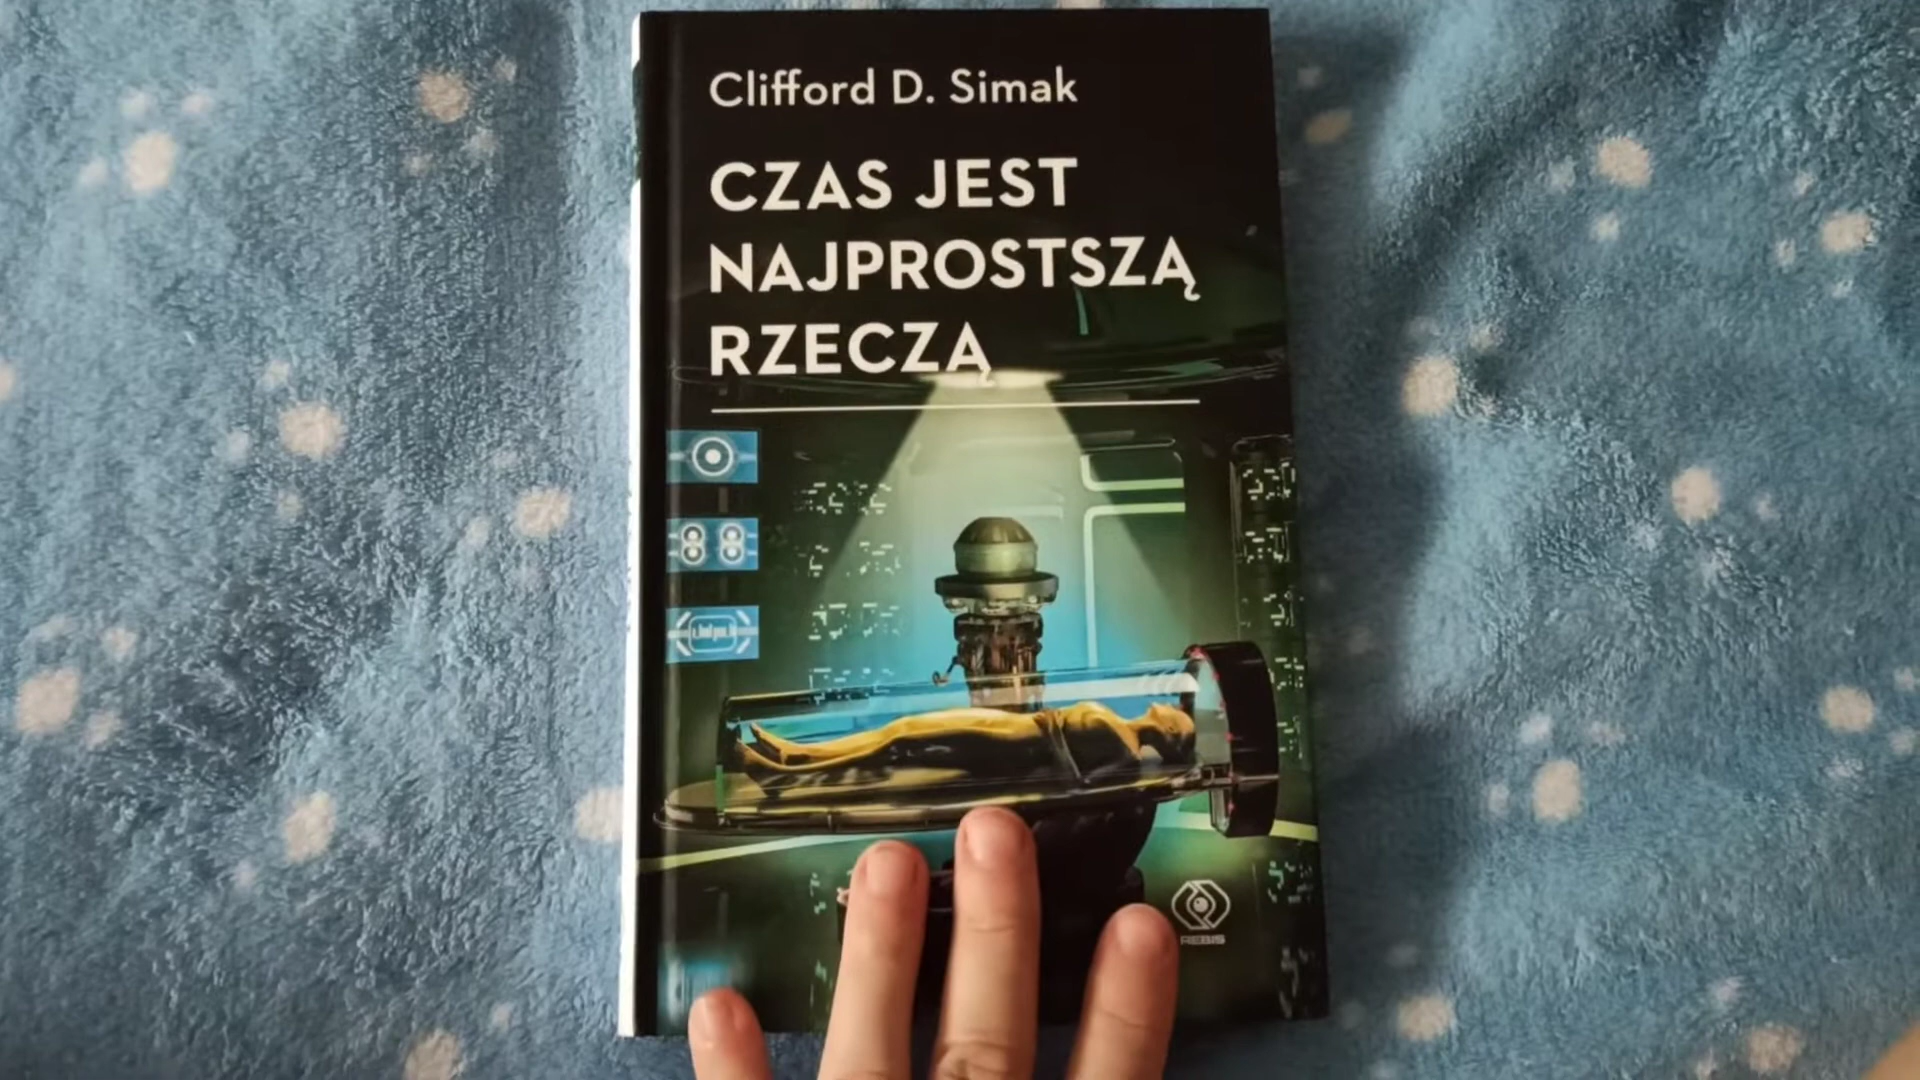 Clifford D. Simak
CZAS JEST
NAJPROSTSZĄ
RZECZĄ
REBIS